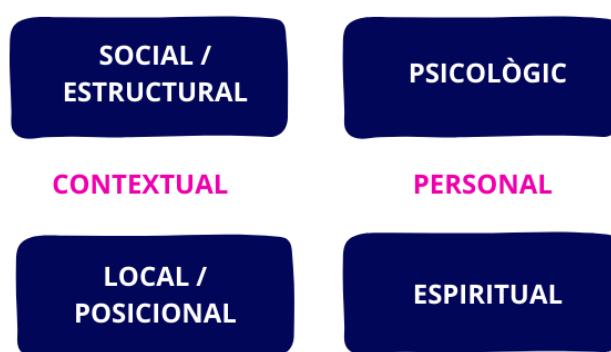 SOCIAL /
ESTRUCTURAL
PSICOLÒGIC
CONTEXTUAL
PERSONAL
LOCAL /
POSICIONAL
ESPIRITUAL